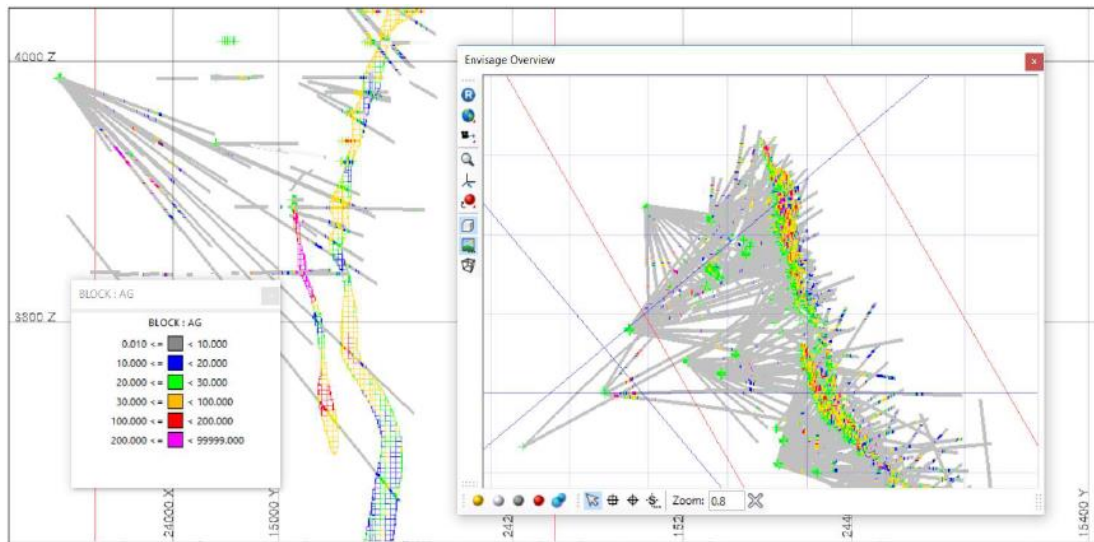 4000 Z
Envisage Overview
BLOCK : AG
BLOCK : AG
0.010 <= < 10.000
10.000 <= < 20.000
20.000 <= < 30.000
30.000 <= < 100.000
100.000 <= < 200.000
200.000 <= < 99999.000
3800 Z
Zoom: 0.8
24000 X
15000 Y
15400 Y